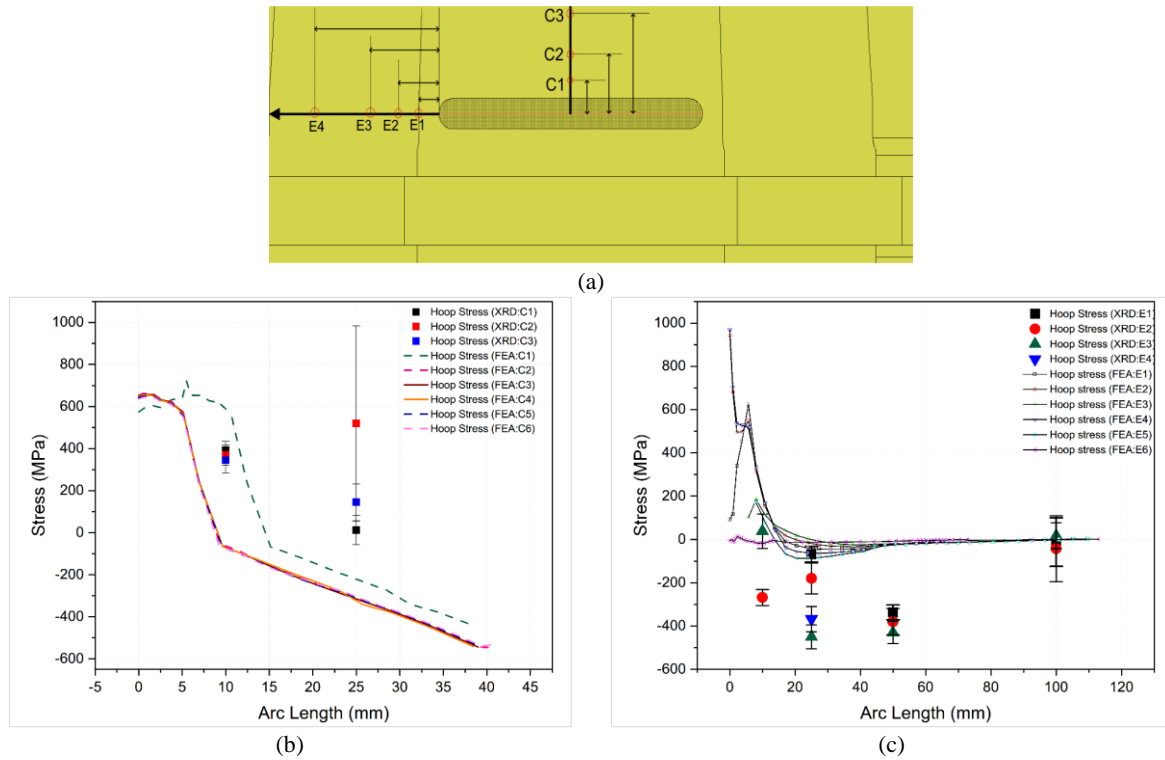 C3
C2
C1
E4
E3
E2
E1
(a)
Hoop Stress (XRD:C1)
Hoop Stress (XRD:C2)
Hoop Stress (XRD:C3)
Hoop Stress (FEA:C1)
Hoop Stress (FEA:C2)
Hoop Stress (FEA:C3)
Hoop Stress (FEA:C4)
Hoop Stress (FEA:C5)
Hoop Stress (FEA:C6)
Stress (MPa)
1000
800
600
400
200
0
-200
-400
-600
-5 0 5 10 15 20 25 30 35 40 45
Arc Length (mm)
(b)
Hoop Stress (XRD:E1)
Hoop Stress (XRD:E2)
Hoop Stress (XRD:E3)
Hoop Stress (XRD:E4)
Hoop stress (FEA:E1)
Hoop stress (FEA:E2)
Hoop stress (FEA:E3)
Hoop stress (FEA:E4)
Hoop stress (FEA:E5)
Hoop stress (FEA:E6)
Stress (MPa)
1000
800
600
400
200
0
-200
-400
-600
0 20 40 60 80 100 120
Arc Length (mm)
(c)